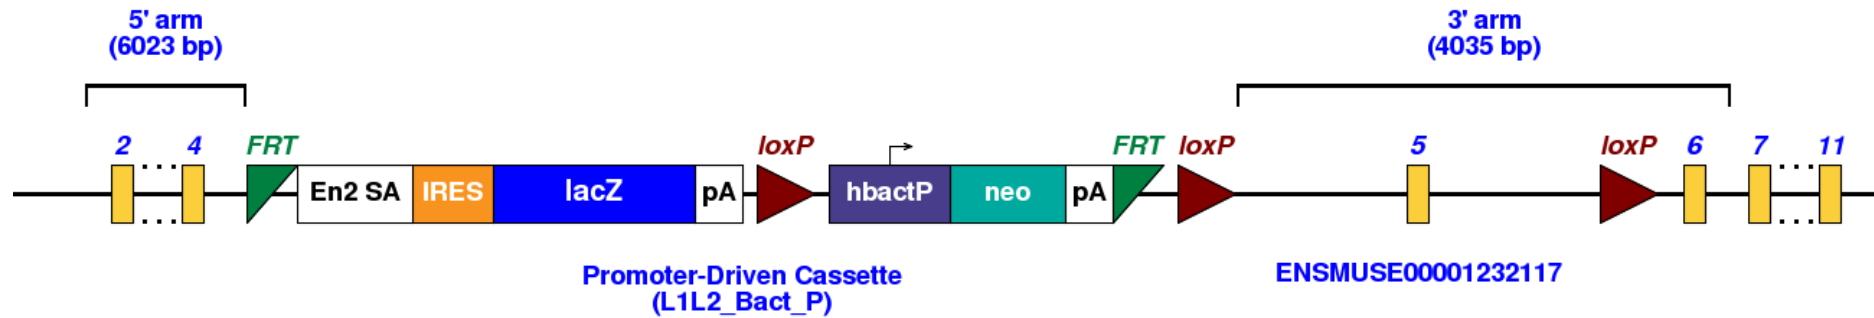 5' arm
(6023 bp)
3' arm
(4035 bp)
2 ... 4 FRT loxP FRT loxP 5 loxP 6 7 ... 11
En2 SA IRES lacZ pA hbactP neo pA
... ...
Promoter-Driven Cassette
(L1L2_Bact_P)
ENSMUSE00001232117